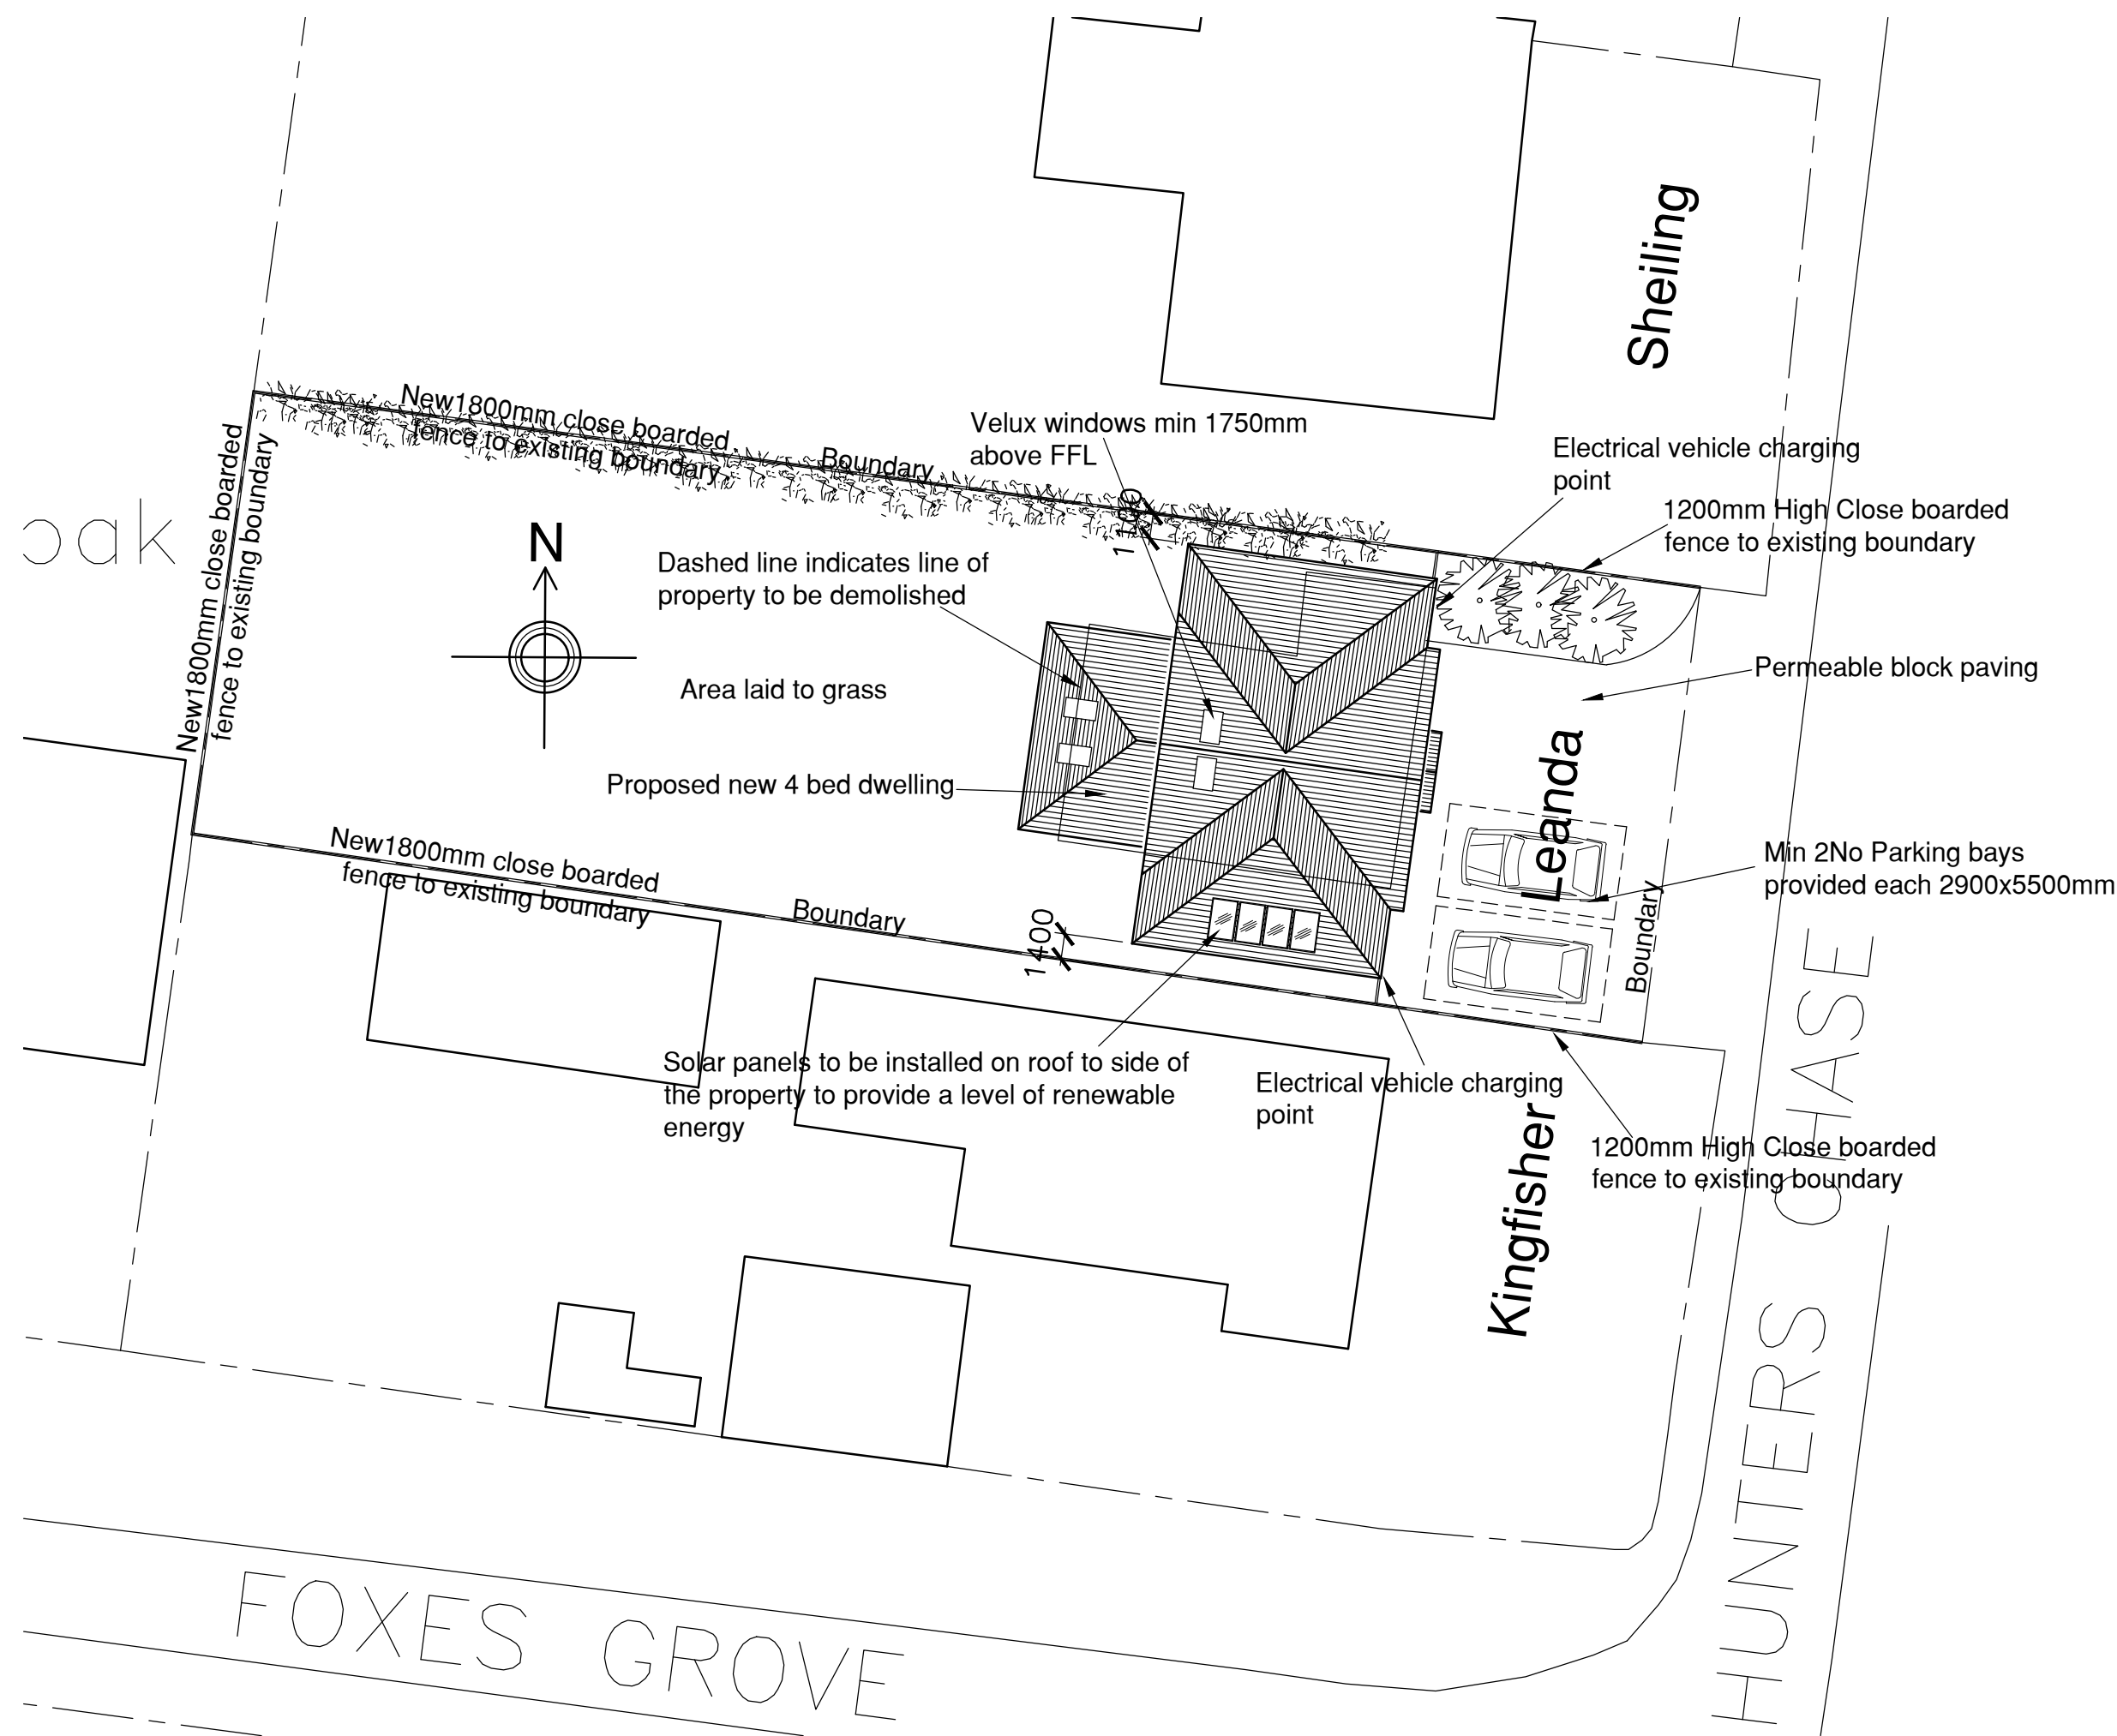 Sheiling
New1800mm close boarded
fence to existing boundary
Boundary
Velux windows min 1750mm
above FFL
Electrical vehicle charging
point
1200mm High Close boarded
fence to existing boundary
New1800mm close boarded
fence to existing boundary
oak
N
Dashed line indicates line of
property to be demolished
Area laid to grass
Permeable block paving
Leanda
Proposed new 4 bed dwelling
New1800mm close boarded
fence to existing boundary
Boundary
1400
Min 2No Parking bays
provided each 2900x5500mm
Boundary
Solar panels to be installed on roof to side of
the property to provide a level of renewable
energy
Electrical vehicle charging
point
Kingfisher
1200mm High Close boarded
fence to existing boundary
HUNTERS CHASE
FOXES GROVE